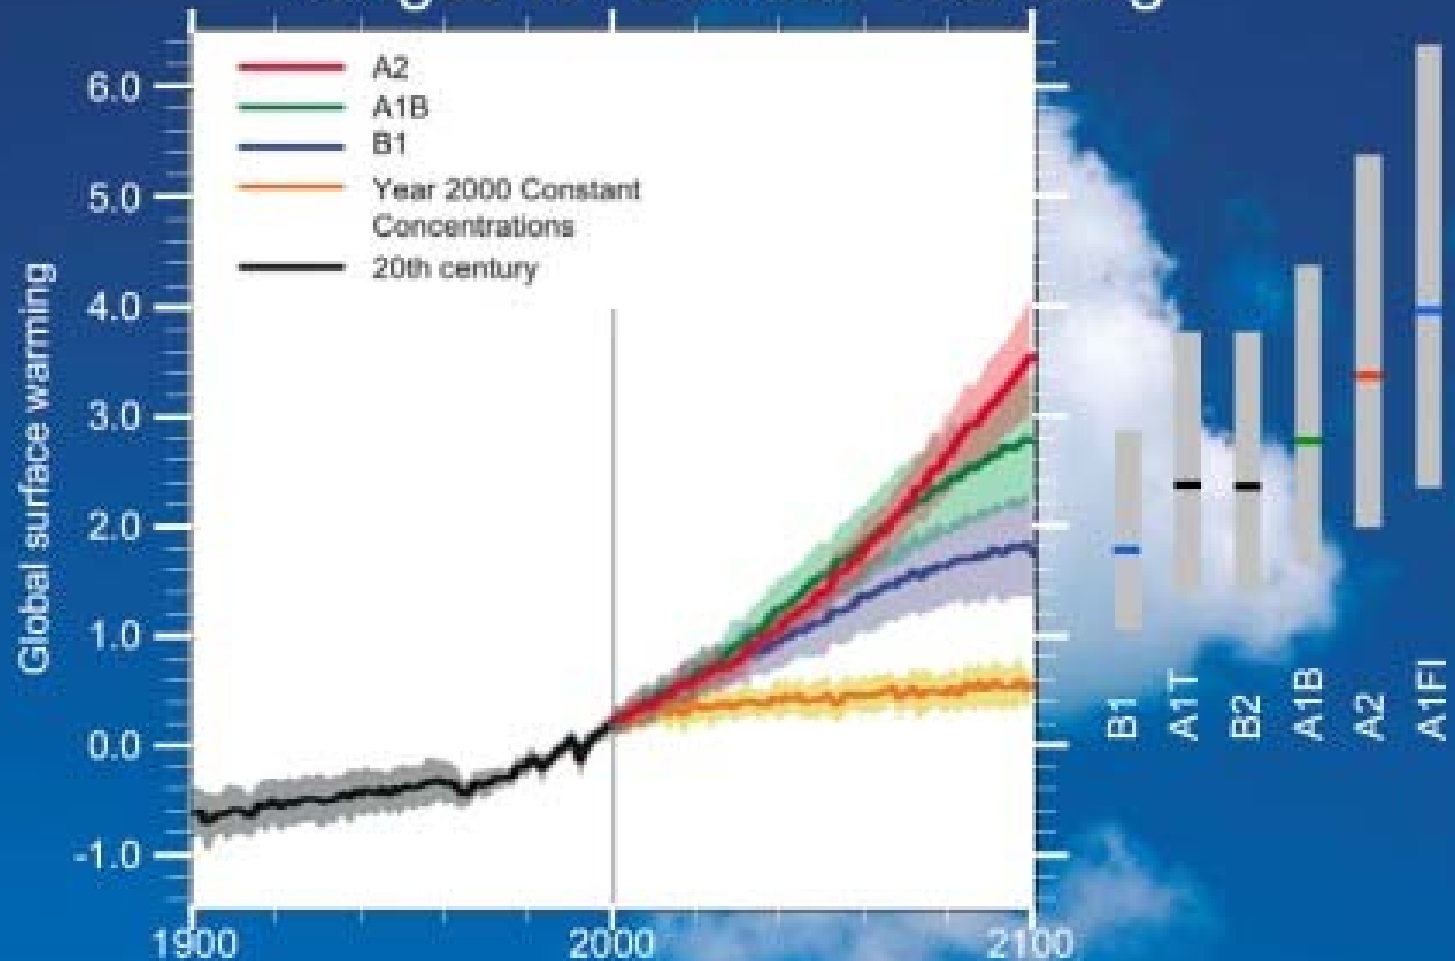 A2
A1B
B1
Year 2000 Constant
Concentrations
20th century
Global surface warming
6.0
5.0
4.0
3.0
2.0
1.0
0.0
-1.0
1900
2000
2100
B1
A1T
B2
A1B
A2
A1FI